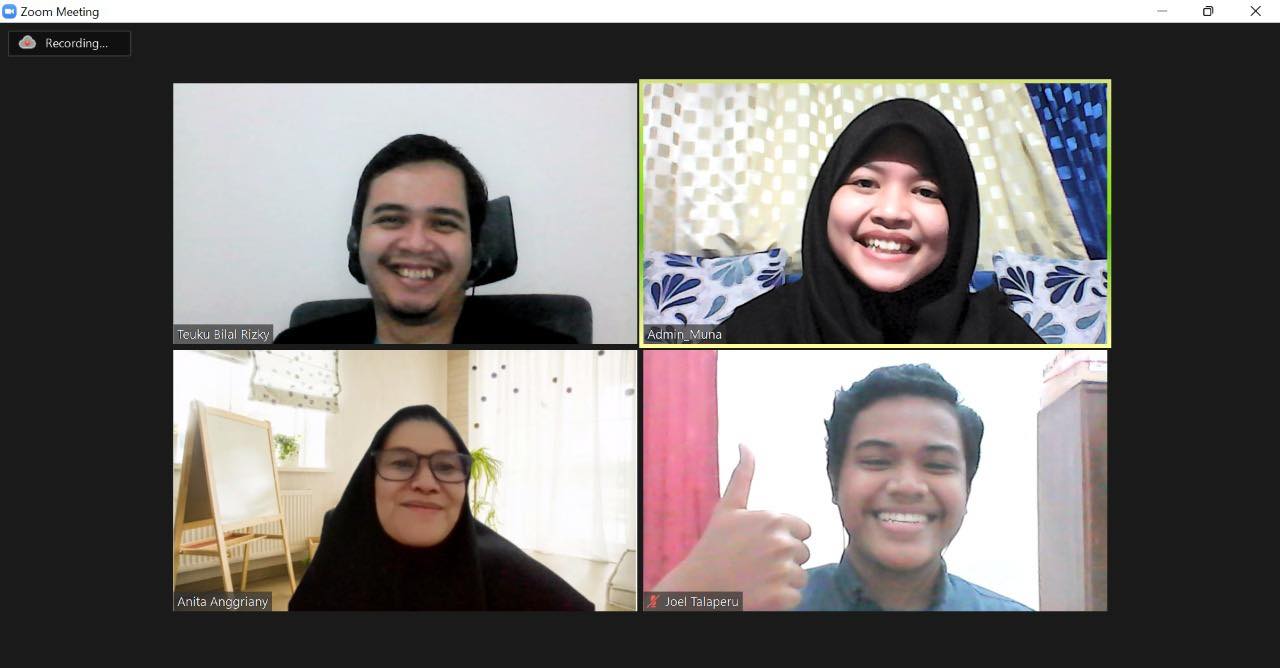 Zoom Meeting
Recording...
Teuku Bilal Rizky
Admin_Muna
Anita Anggriany
Joel Talaperu